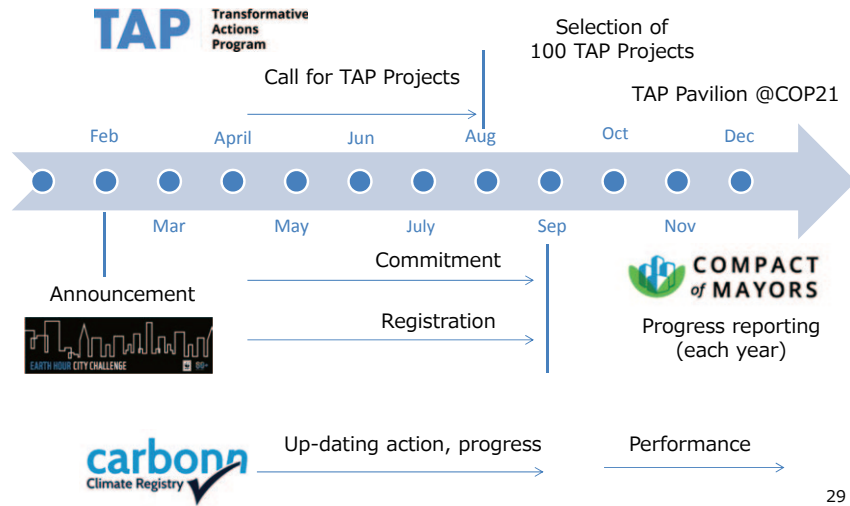 TAP Transformative
Actions
Program
Selection of
100 TAP Projects
Call for TAP Projects
TAP Pavilion @COP21
Feb April Jun Aug Oct Dec
Mar May July Sep Nov
Announcement
EARTH HOUR CITY CHALLENGE
60+
Commitment
Registration
COMPACT
of MAYORS
Progress reporting
(each year)
carbonn
Climate Registry
Up-dating action, progress
Performance
29